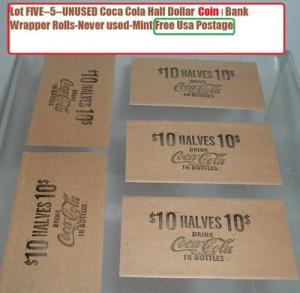 Lot FIVE--5--UNUSED Coca Cola Half Dollar Coin | Bank
Wrapper Rolls-Never used-Mint Free Usa Postage
$10 HALVES 10$
DRINK
Coca-Cola
IN BOTTLES
$10 HALVES 10$
DRINK
Coca-Cola
IN BOTTLES
$10 HALVES 10$
DRINK
Coca-Cola
IN BOTTLES
$10 HALVES 10$
DRINK
Coca-Cola
IN BOTTLES
$10 HALVES 10$
DRINK
Coca-Cola
IN BOTTLES